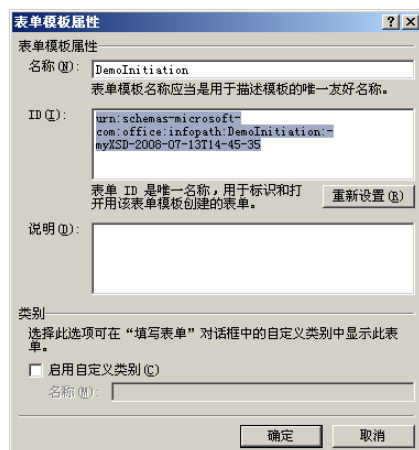 表单模板属性
表单模板属性
名称(N): DemoInitiation
表单模板名称应当是用于描述模板的唯一友好名称。
ID(I): urn:schemas-microsoft-
com:office:infopath:DemoInitiation:-
myXSD-2008-07-13T14-45-35
表单 ID 是唯一名称，用于标识和打
开用该表单模板创建的表单。
重新设置(R)
说明(D):
类别
选择此选项可在“填写表单”对话框中的自定义类别中显示此表
单。
启用自定义类别(C)
名称(M):
确定 取消